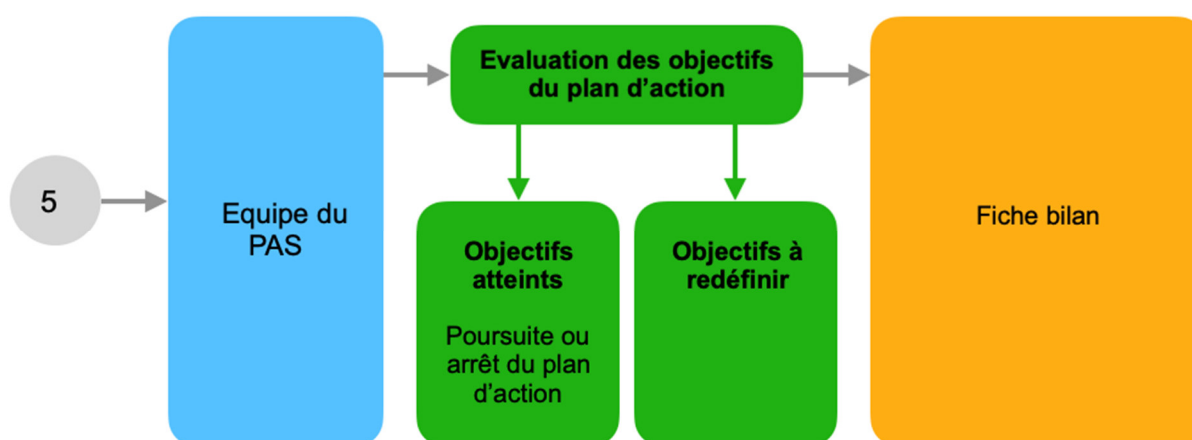 5
Equipe du
PAS
Evaluation des objectifs
du plan d'action
Objectifs
atteints
Poursuite ou
arrêt du plan
d'action
Objectifs à
redéfinir
Fiche bilan